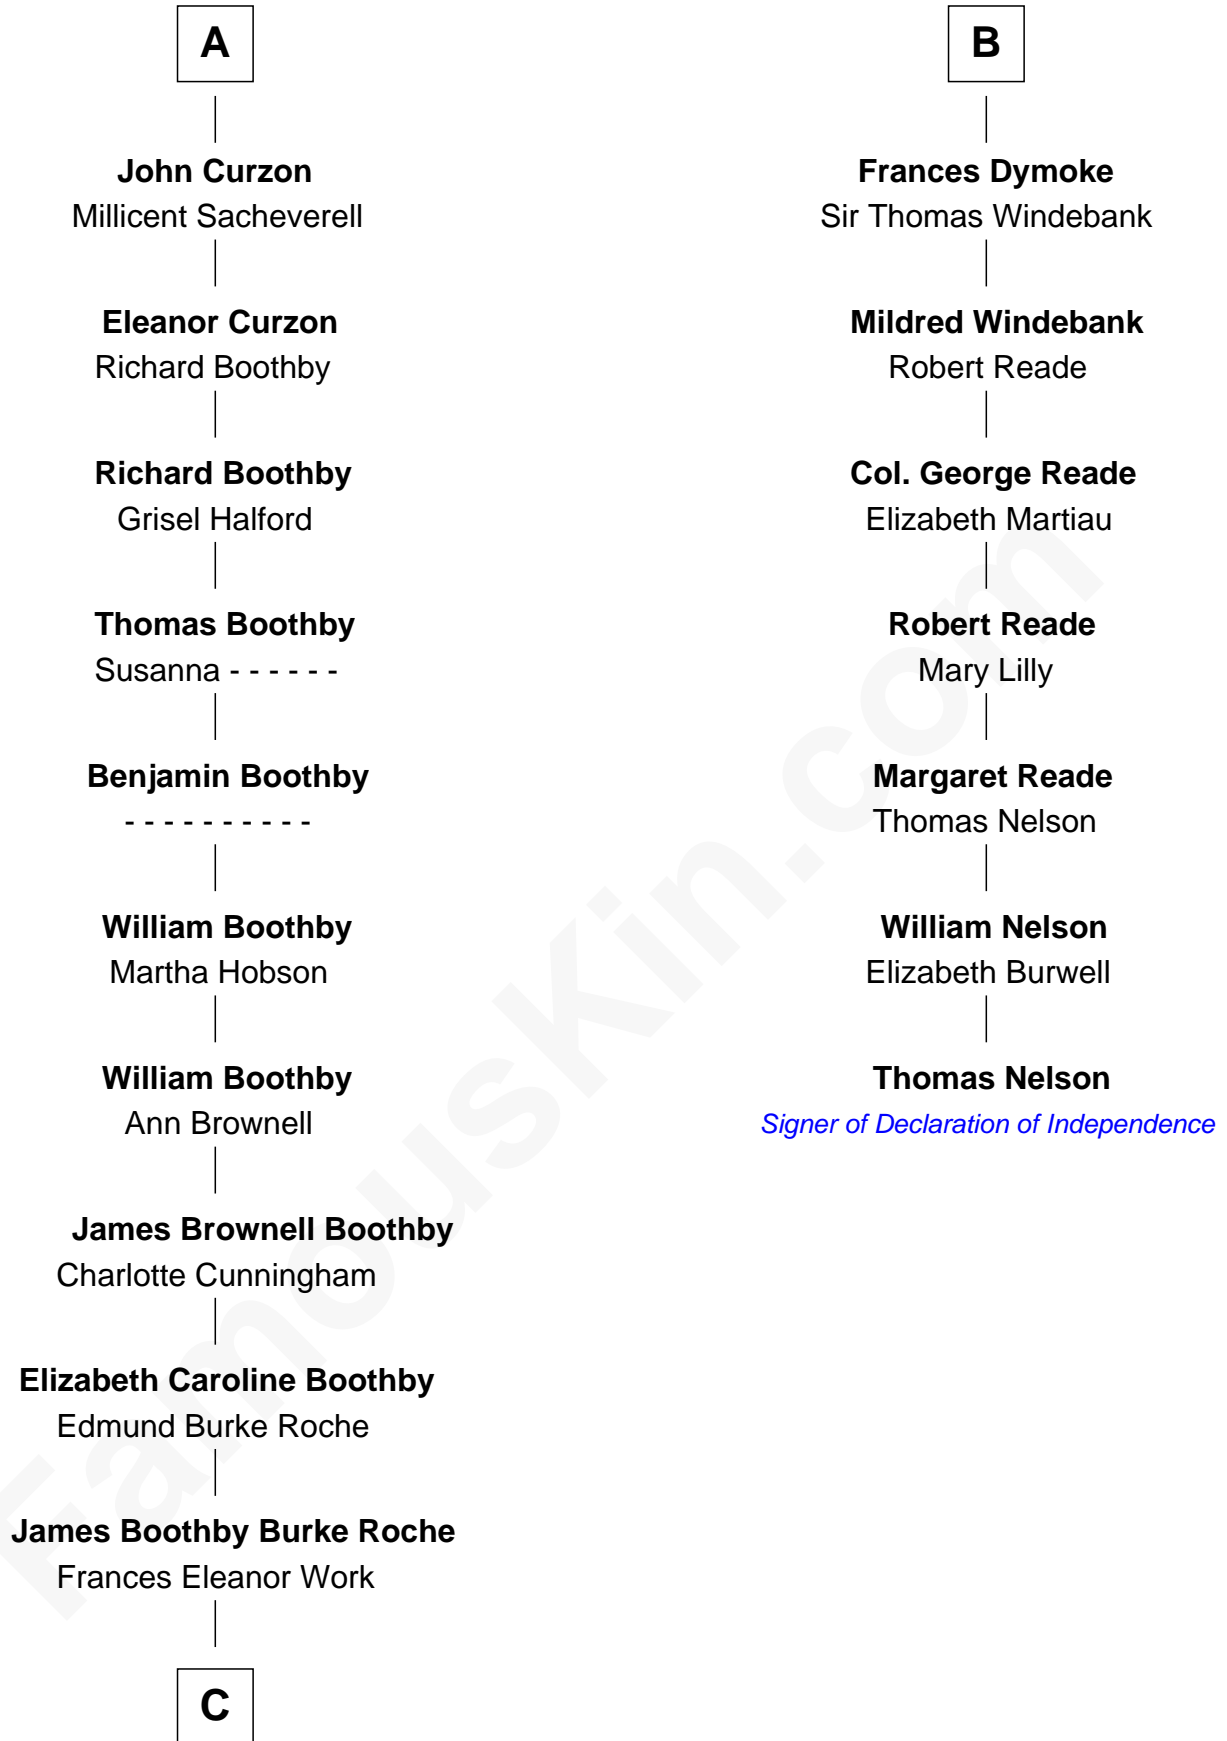 A
John Curzon
Millicent Sacheverell
Eleanor Curzon
Richard Boothby
Richard Boothby
Grisel Halford
Thomas Boothby
Susanna - - - - - -
Benjamin Boothby
- - - - - - - - - -
William Boothby
Martha Hobson
William Boothby
Ann Brownell
James Brownell Boothby
Charlotte Cunningham
Elizabeth Caroline Boothby
Edmund Burke Roche
James Boothby Burke Roche
Frances Eleanor Work
C
B
Frances Dymoke
Sir Thomas Windebank
Mildred Windebank
Robert Reade
Col. George Reade
Elizabeth Martiau
Robert Reade
Mary Lilly
Margaret Reade
Thomas Nelson
William Nelson
Elizabeth Burwell
Thomas Nelson
Signer of Declaration of Independence
FamousKin.com